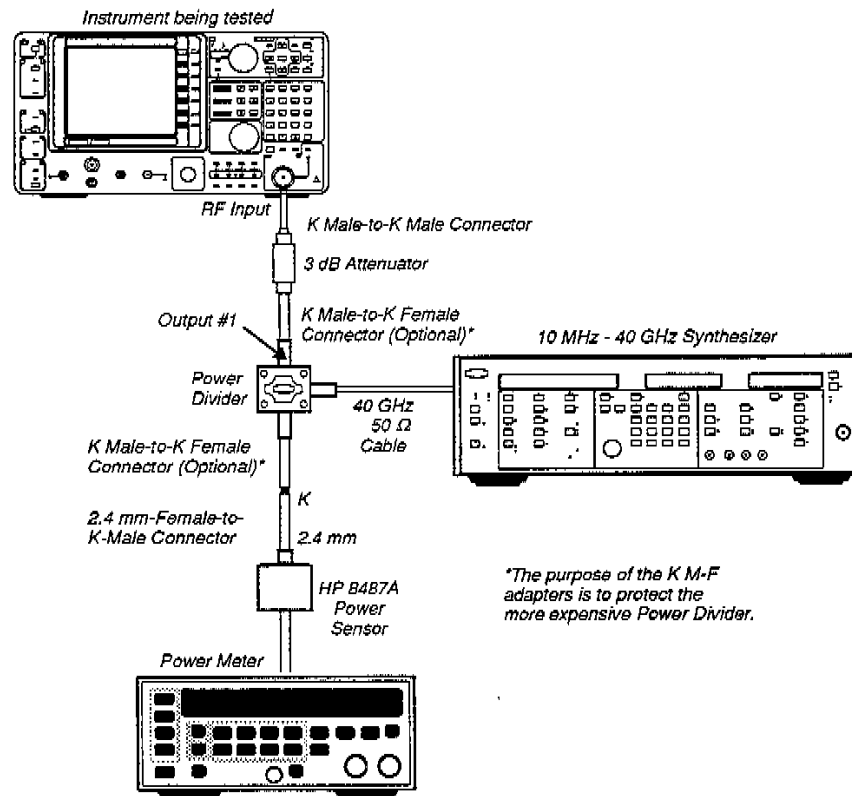 Instrument being tested
RF Input
K Male-to-K Male Connector
3 dB Attenuator
Output #1
K Male-to-K Female
Connector (Optional)*
10 MHz - 40 GHz Synthesizer
Power
Divider
40 GHz
50 Ω
Cable
K Male-to-K Female
Connector (Optional)*
K
2.4 mm-Female-to-
K-Male Connector
2.4 mm
HP 8487A
Power
Sensor
*The purpose of the K M-F
adapters is to protect the
more expensive Power Divider.
Power Meter